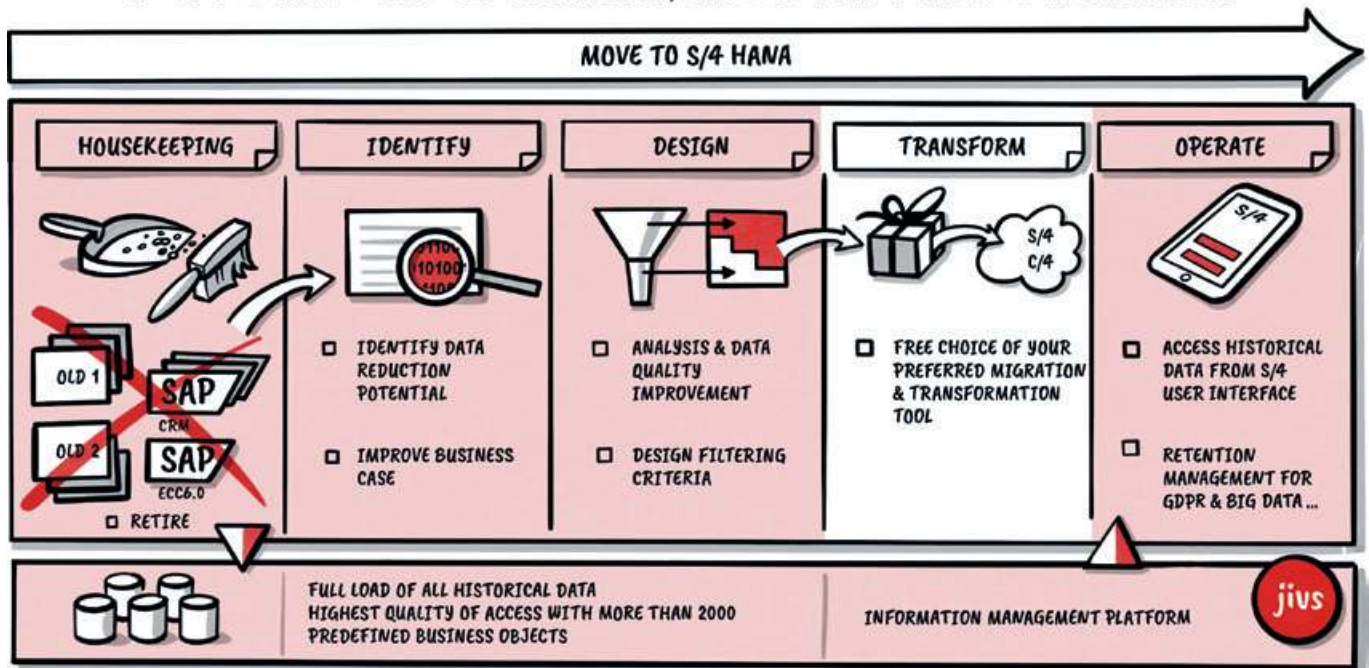 MOVE TO S/4 HANA
HOUSEKEEPING
OLD 1
SAP
CRM
OLD 2
SAP
ECC6.0
RETIRE
IDENTIFY
10100
IDENTIFY DATA
REDUCTION
POTENTIAL
IMPROVE BUSINESS
CASE
DESIGN
ANALYSIS & DATA
QUALITY
IMPROVEMENT
DESIGN FILTERING
CRITERIA
TRANSFORM
S/4
C/4
FREE CHOICE OF YOUR
PREFERRED MIGRATION
& TRANSFORMATION
TOOL
OPERATE
S/4
ACCESS HISTORICAL
DATA FROM S/4
USER INTERFACE
RETENTION
MANAGEMENT FOR
GDPR & BIG DATA ...
FULL LOAD OF ALL HISTORICAL DATA
HIGHEST QUALITY OF ACCESS WITH MORE THAN 2000
PREDEFINED BUSINESS OBJECTS
INFORMATION MANAGEMENT PLATFORM
jivs